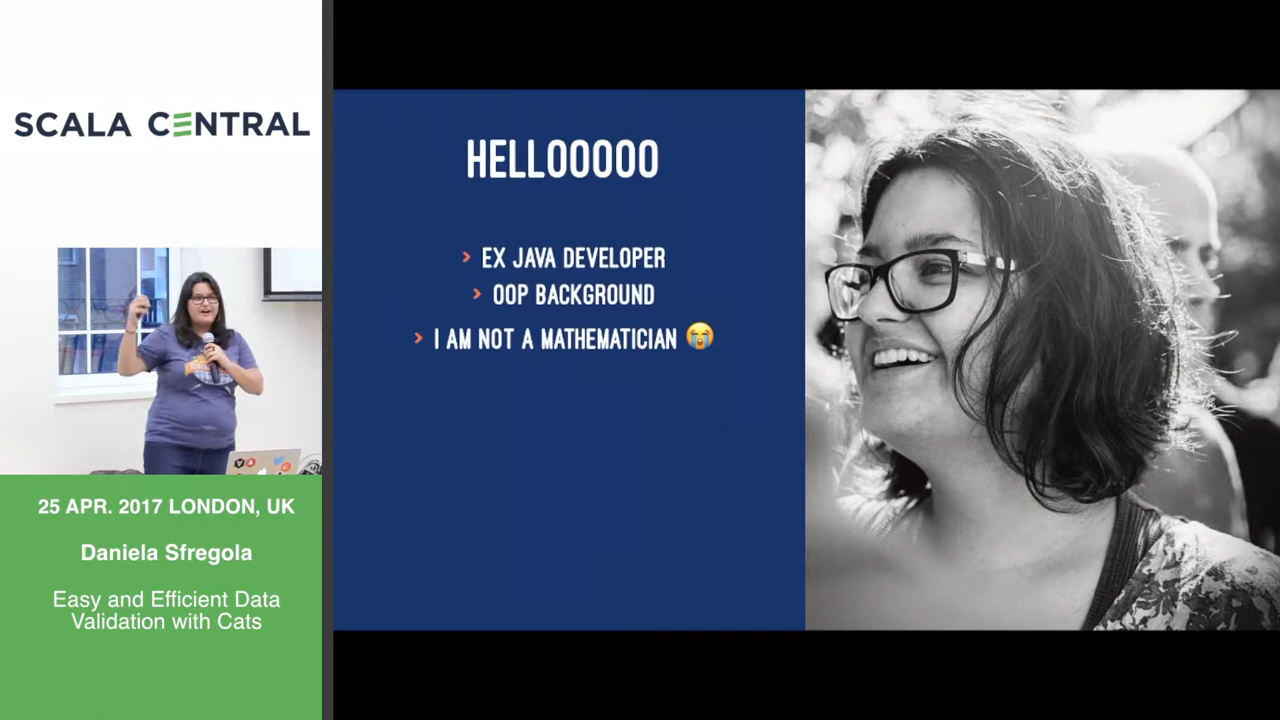 SCALA CENTRAL
25 APR. 2017 LONDON, UK
Daniela Sfregola
Easy and Efficient Data
Validation with Cats
HELLOOOOO
> EX JAVA DEVELOPER
> OOP BACKGROUND
> I AM NOT A MATHEMATICIAN 😭